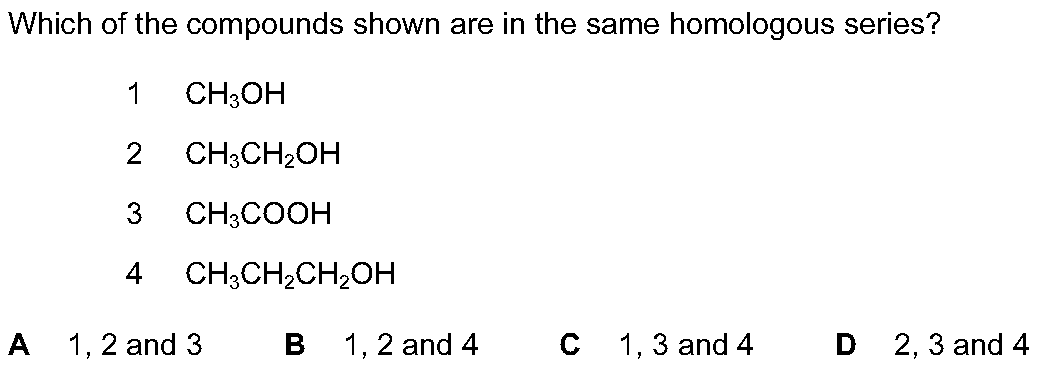 Which of the compounds shown are in the same homologous series?
1 CH₃OH
2 CH₃CH₂OH
3 CH₃COOH
4 CH₃CH₂CH₂OH
A 1, 2 and 3 B 1, 2 and 4 C 1, 3 and 4 D 2, 3 and 4